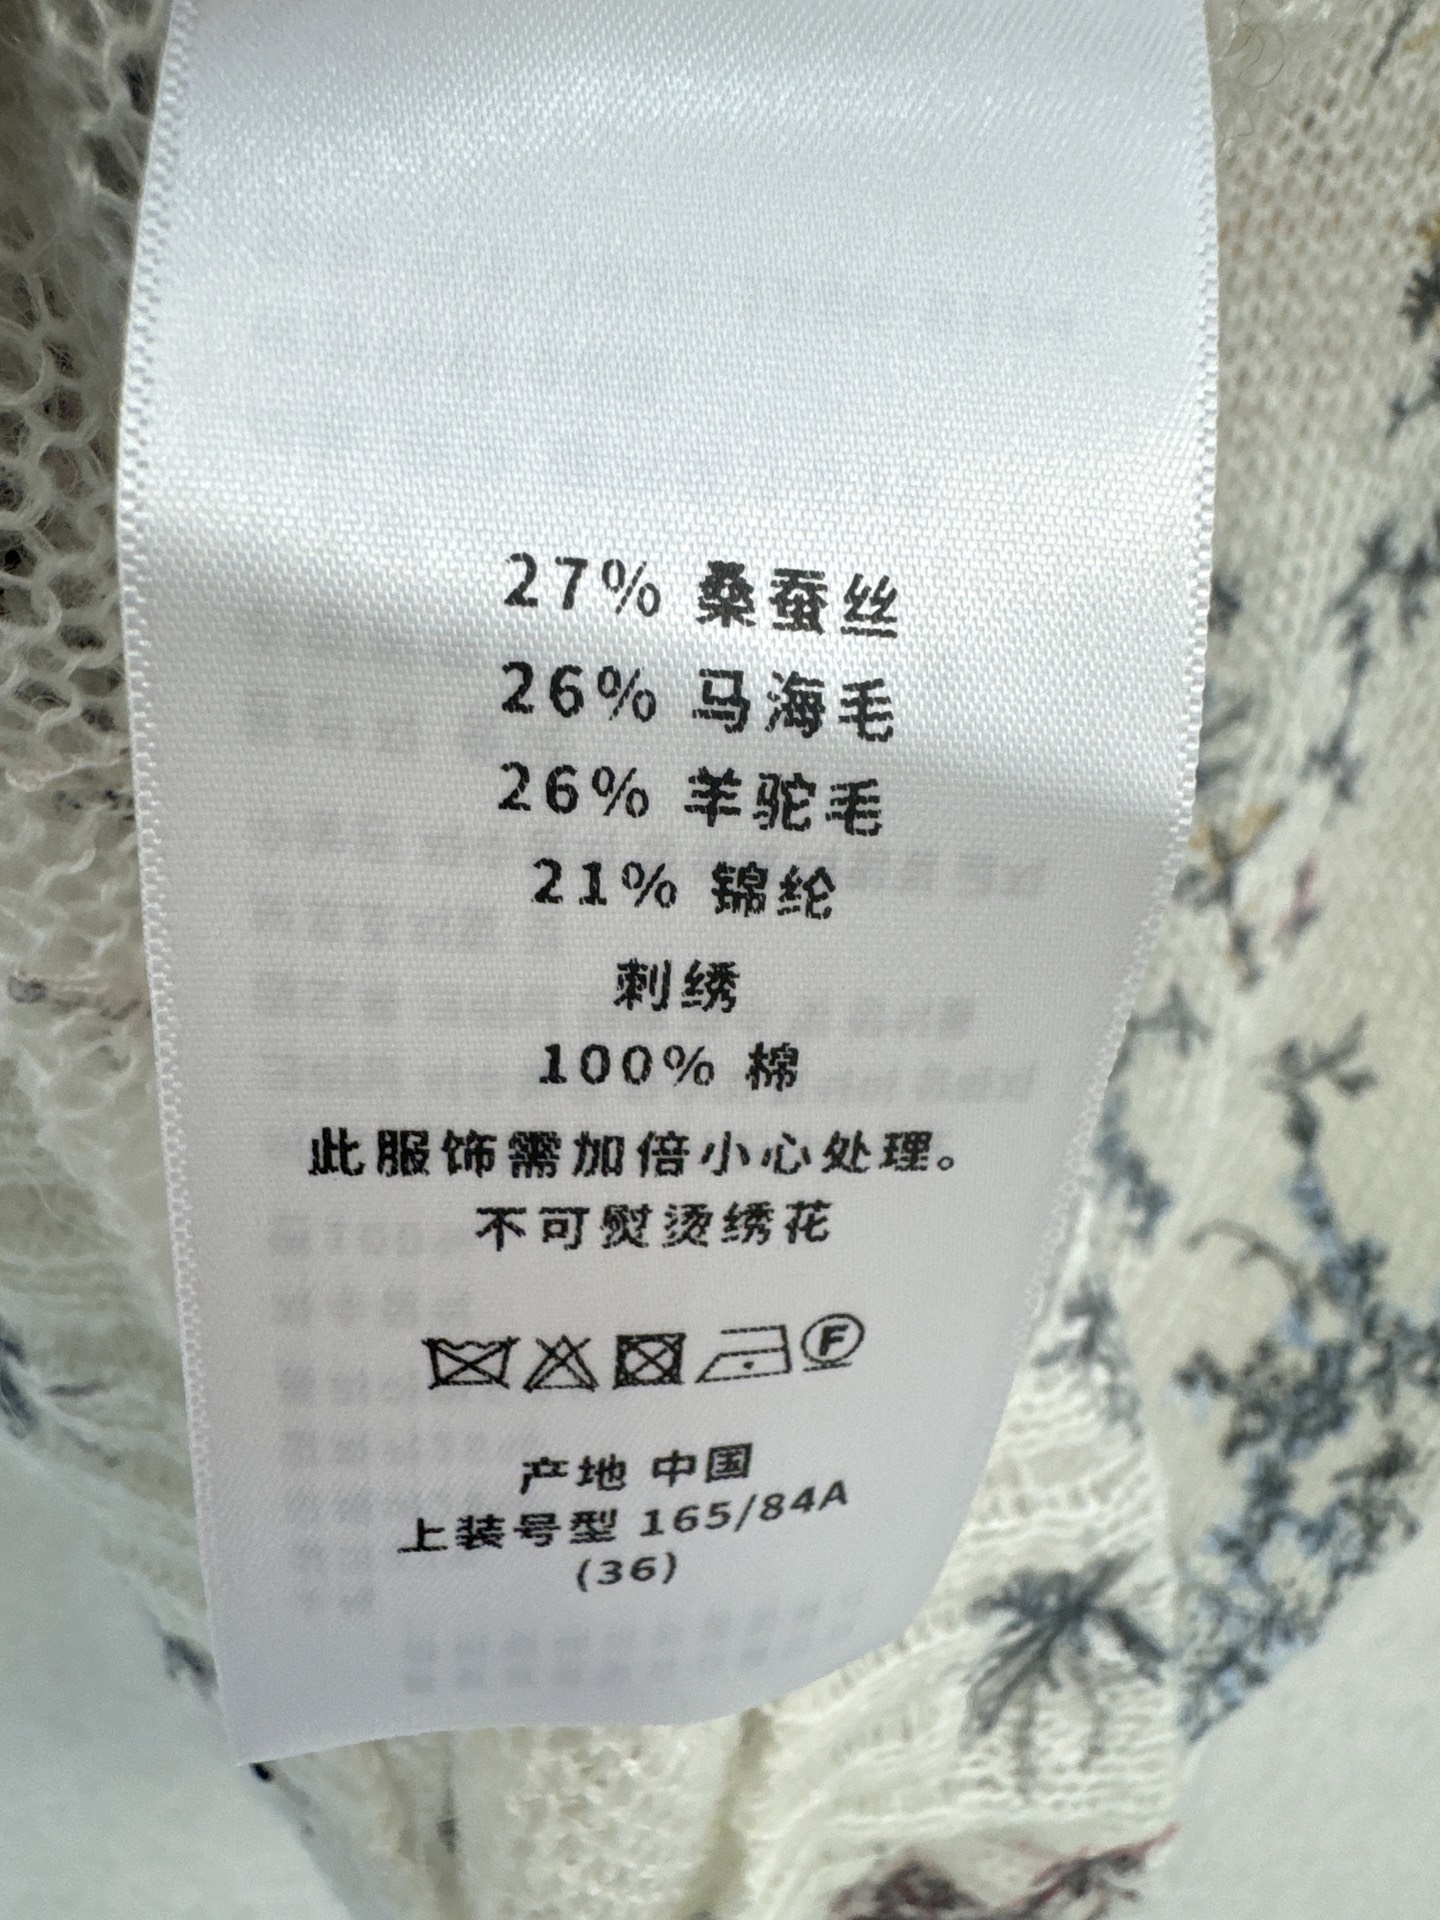 27% 桑蚕丝
26% 马海毛
26% 羊驼毛
21% 锦纶
刺绣
100% 棉
此服饰需加倍小心处理。
不可熨烫绣花
F
产地 中国
上装号型 165/84A
(36)